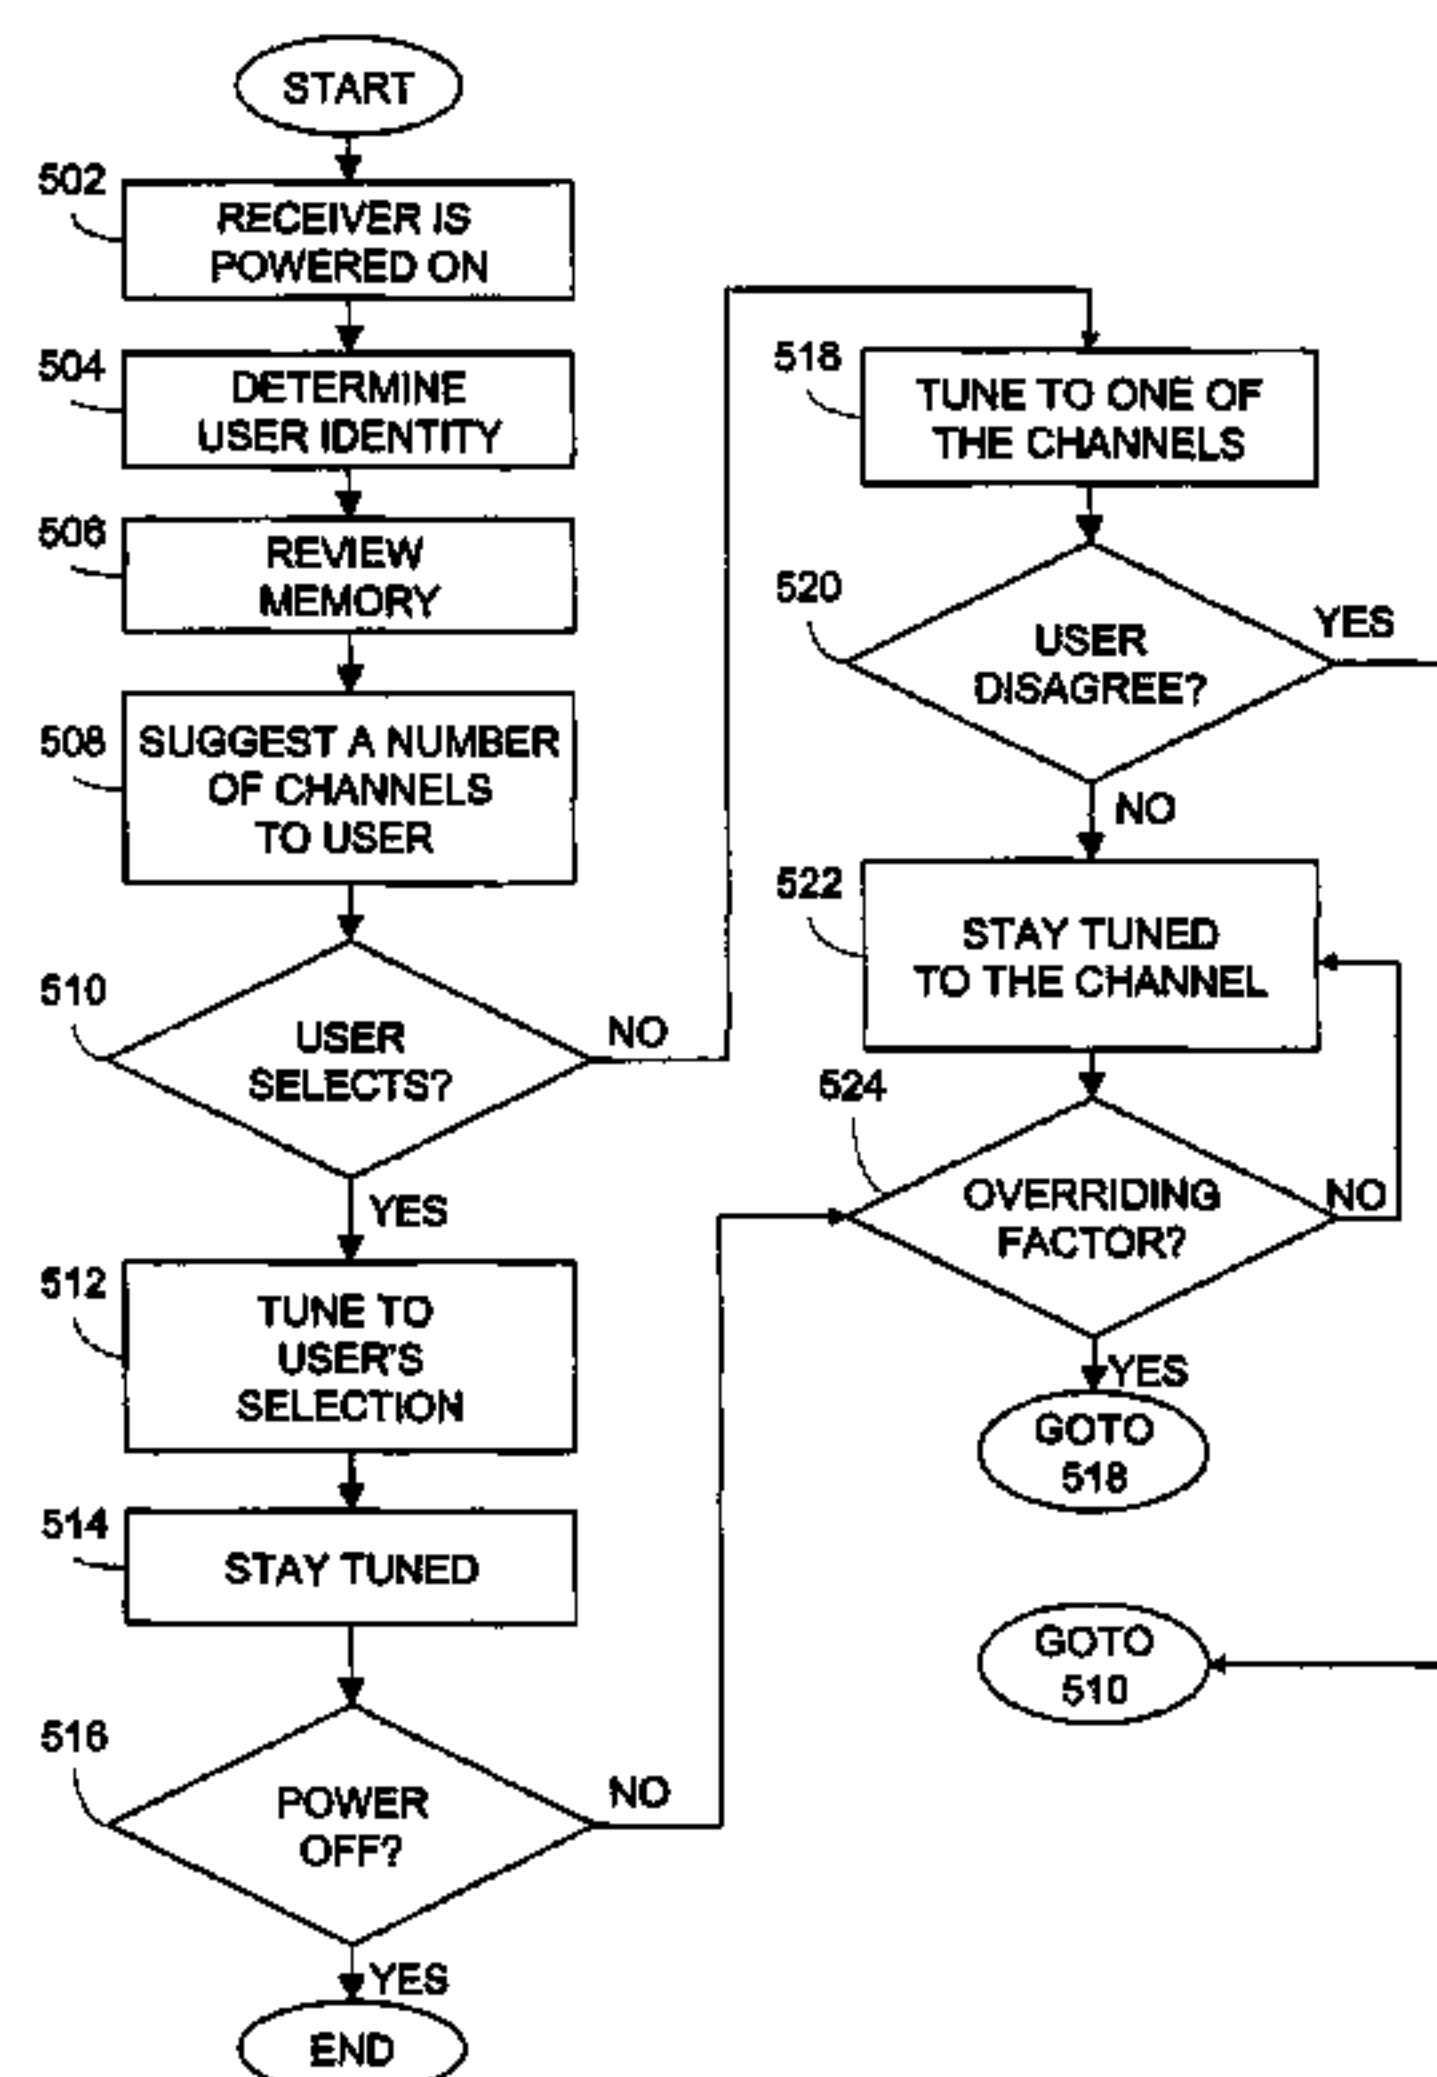 START
502
RECEIVER IS
POWERED ON
504
DETERMINE
USER IDENTITY
506
REVIEW
MEMORY
508
SUGGEST A NUMBER
OF CHANNELS
TO USER
510
USER
SELECTS?
NO
YES
512
TUNE TO
USER'S
SELECTION
514
STAY TUNED
516
POWER
OFF?
NO
YES
END
518
TUNE TO ONE OF
THE CHANNELS
520
USER
DISAGREE?
YES
NO
522
STAY TUNED
TO THE CHANNEL
524
OVERRIDING
FACTOR?
NO
YES
GOTO
518
GOTO
510